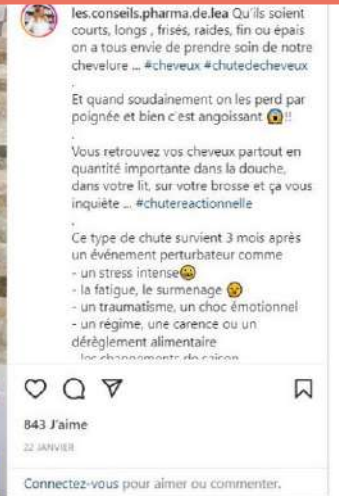 les.conseils.pharma.de.lea Qu'ils soient
courts, longs , frisés, raides, fin ou épais
on a tous envie de prendre soin de notre
chevelure ... #cheveux #chutedecheveux
.
Et quand soudainement on les perd par
poignée et bien c'est angoissant 😱!!
.
Vous retrouvez vos cheveux partout en
quantité importante dans la douche,
dans votre lit, sur votre brosse et ça vous
inquiète ... #chutereactionnelle
.
Ce type de chute survient 3 mois après
un événement perturbateur comme
- un stress intense
- la fatigue, le surmenage
- un traumatisme, un choc émotionnel
- un régime, une carence ou un
dérèglement alimentaire
- les changements de saison
843 J'aime
22 JANVIER
Connectez-vous pour aimer ou commenter.